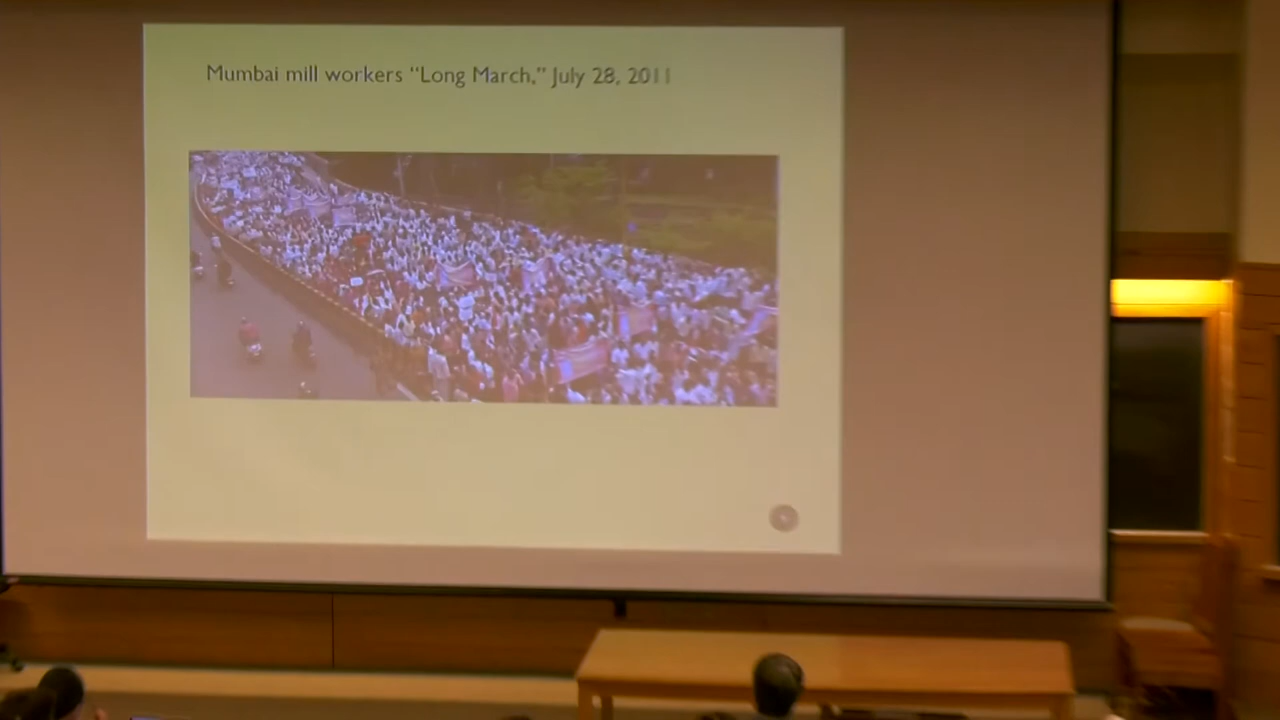 Mumbai mill workers “Long March,” July 28, 2011